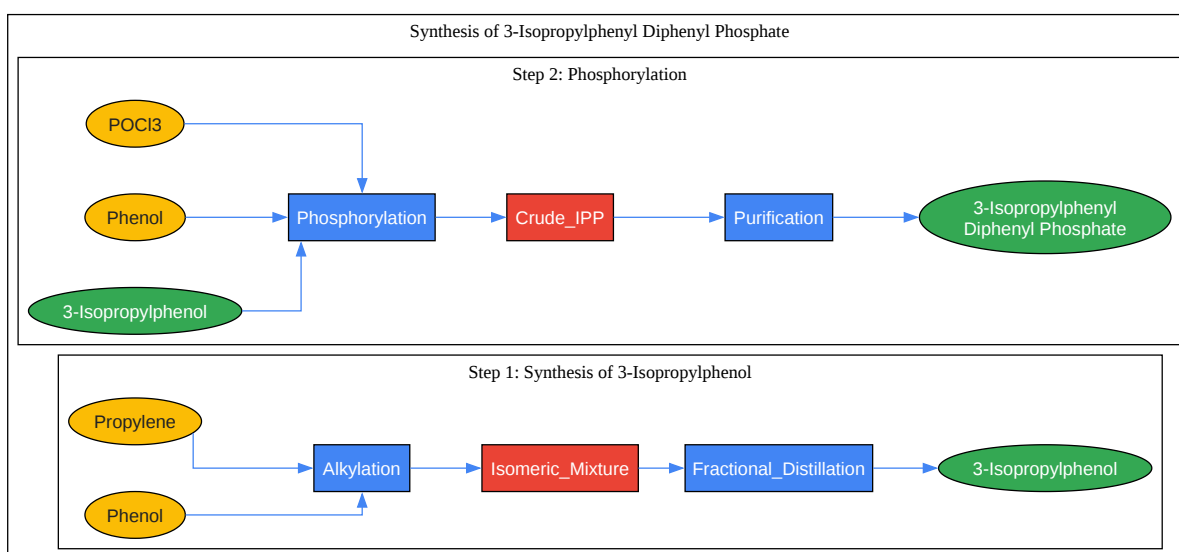 Synthesis of 3-Isopropylphenyl Diphenyl Phosphate
Step 2: Phosphorylation
POCl3
Phenol
3-Isopropylphenol
Phosphorylation
Crude_IPP
Purification
3-Isopropylphenyl
Diphenyl Phosphate
Step 1: Synthesis of 3-Isopropylphenol
Propylene
Phenol
Alkylation
Isomeric_Mixture
Fractional_Distillation
3-Isopropylphenol